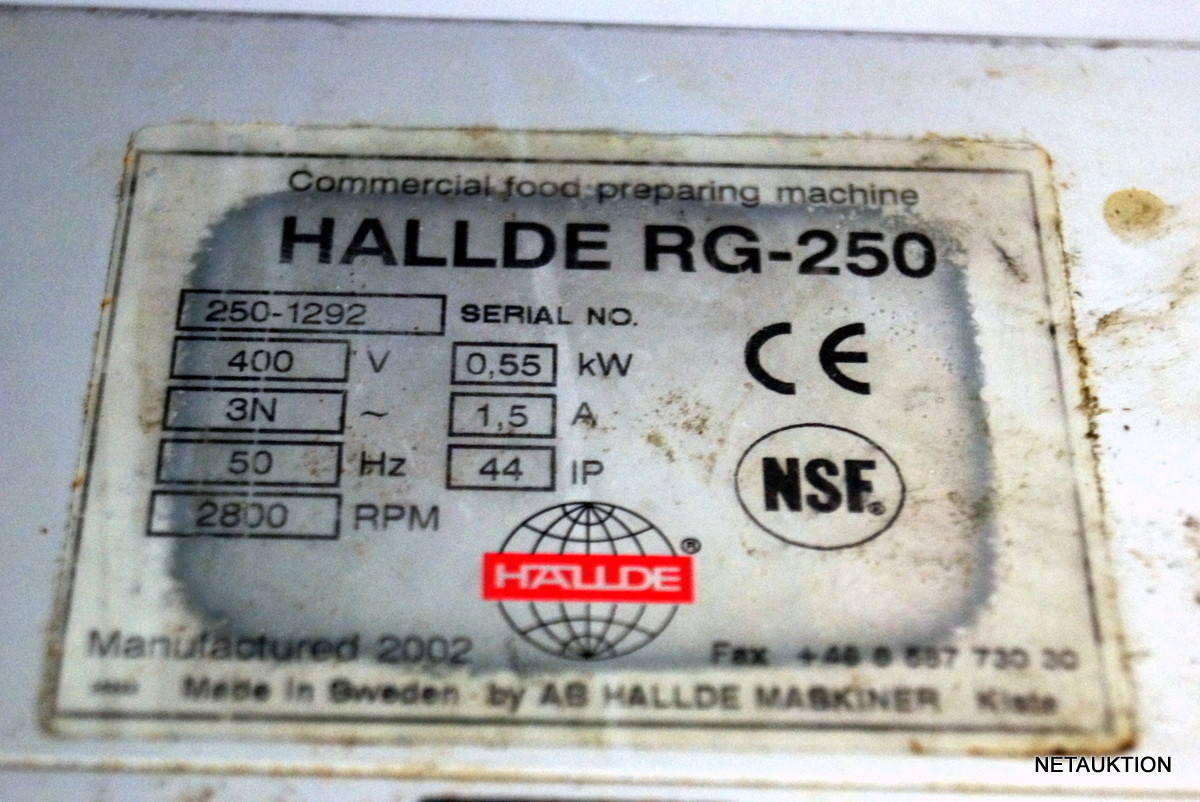 Commercial food preparing machine
HALLDE RG-250
250-1292 SERIAL NO.
400 V 0,55 kW
3N ~ 1,5 A
50 Hz 44 IP
2800 RPM
CE
NSF®
HALLDE ®
Manufactured 2002 Fax +46 8 587 730 30
Made in Sweden by AB HALLDE MASKINER Kista
NETAUKTION